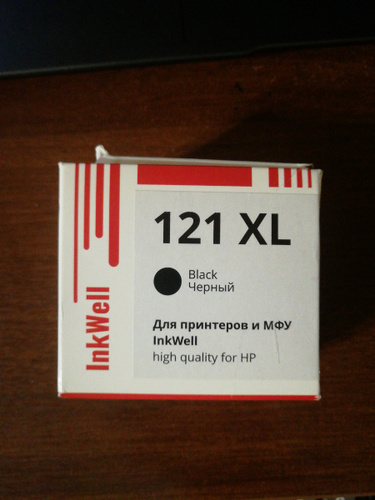 InkWell
121 XL
Black
Черный
Для принтеров и МФУ
InkWell
high quality for HP